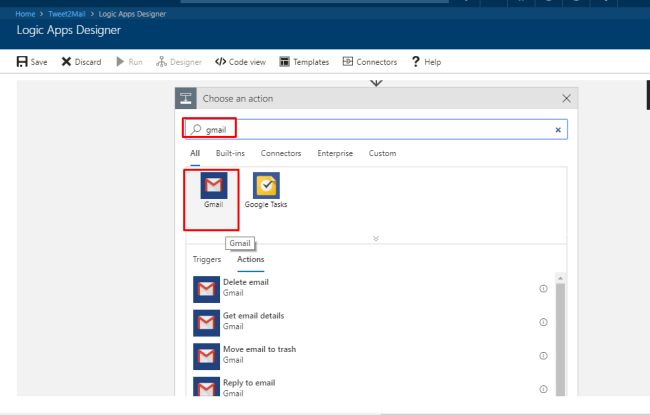 Home > Tweet2Mail > Logic Apps Designer
Logic Apps Designer
Save Discard Run Designer Code view Templates Connectors ? Help
Choose an action
gmail
All Built-ins Connectors Enterprise Custom
Gmail Google Tasks
Gmail
Triggers Actions
Delete email
Gmail
Get email details
Gmail
Move email to trash
Gmail
Reply to email
Gmail